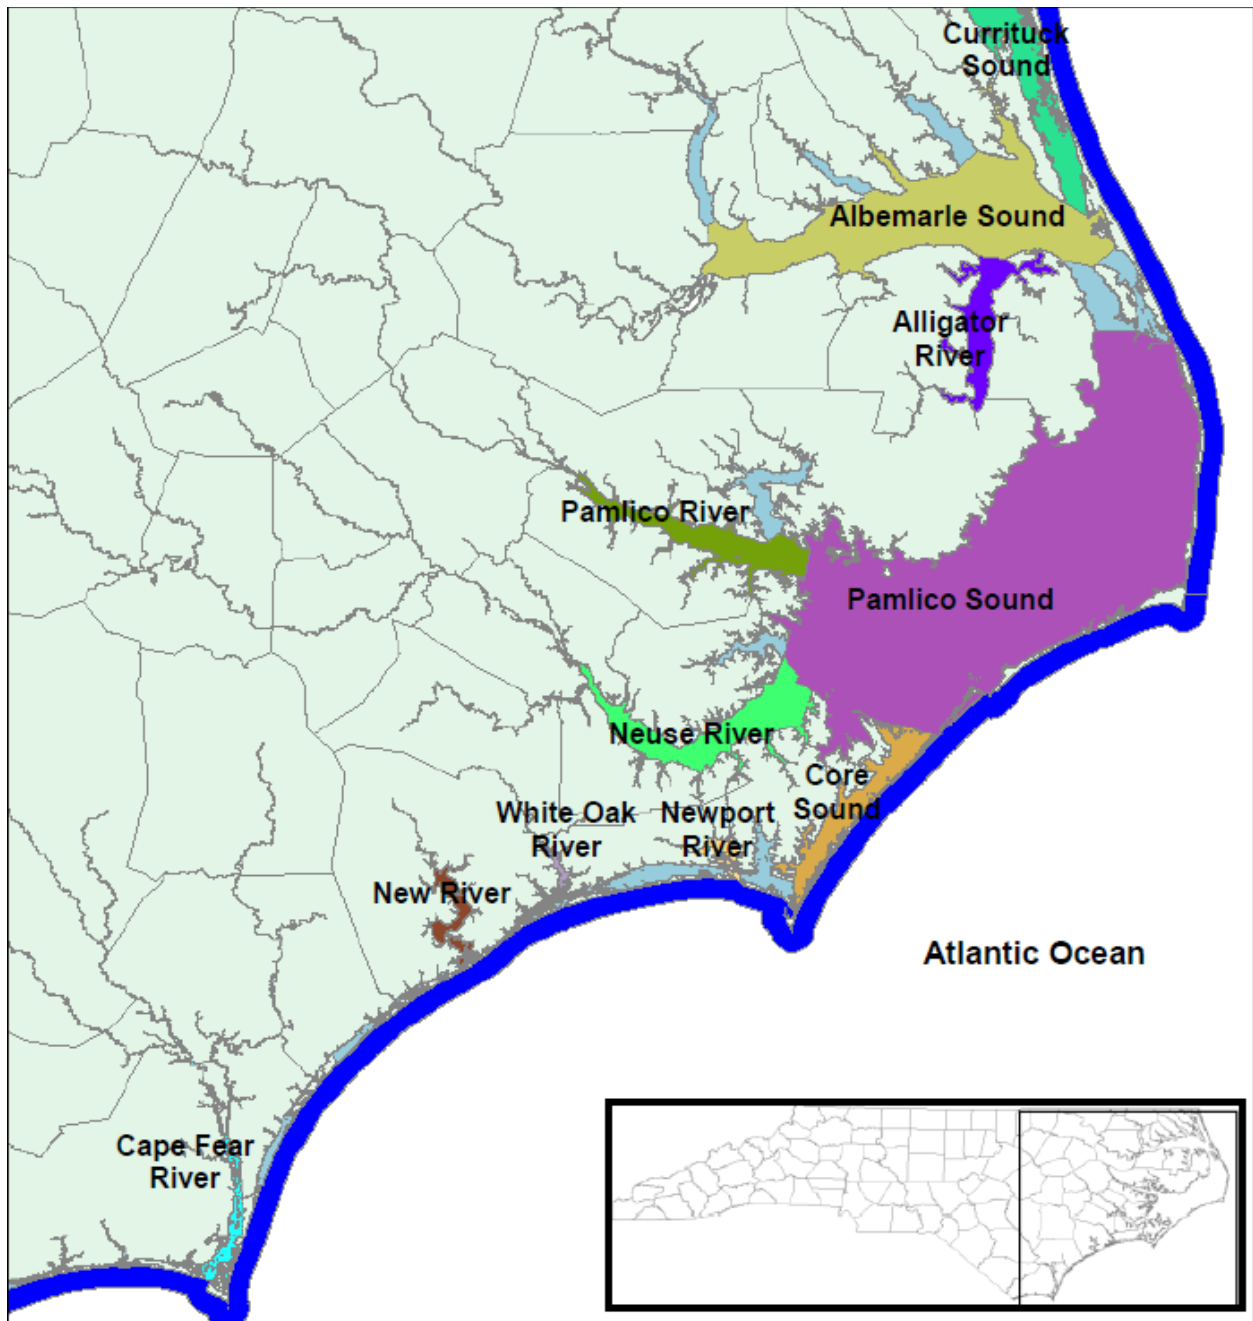 Currituck
Sound
Albemarle Sound
Alligator
River
Pamlico River
Pamlico Sound
Neuse River
Core
Sound
White Oak
River
Newport
River
New River
Atlantic Ocean
Cape Fear
River